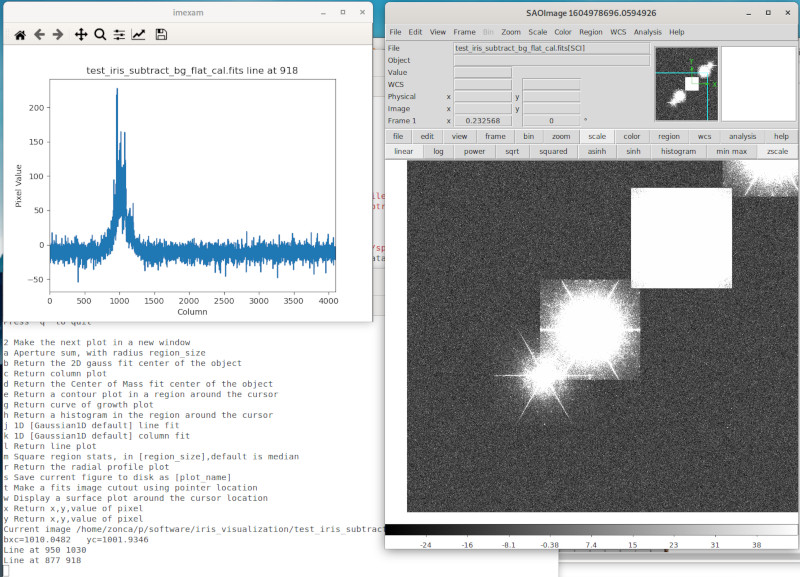 imexam
test_iris_subtract_bg_flat_cal.fits line at 918
Pixel Value
200
150
100
50
0
−50
0 500 1000 1500 2000 2500 3000 3500 4000
Column
Press 'q' to quit
2 Make the next plot in a new window
a Aperture sum, with radius region_size
b Return the 2D gauss fit center of the object
c Return column plot
d Return the Center of Mass fit center of the object
e Return a contour plot in a region around the cursor
g Return curve of growth plot
h Return a histogram in the region around the cursor
j 1D [Gaussian1D default] line fit
k 1D [Gaussian1D default] column fit
l Return line plot
m Square region stats, in [region_size],default is median
r Return the radial profile plot
s Save current figure to disk as [plot_name]
t Make a fits image cutout using pointer location
w Display a surface plot around the cursor location
x Return x,y,value of pixel
y Return x,y,value of pixel
Current image /home/zonca/p/software/iris_visualization/test_iris_subtract
bxc=1010.0482 yc=1001.9346
Line at 950 1030
Line at 877 918
SAOImage 1604978696.0594926
File Edit View Frame Bin Zoom Scale Color Region WCS Analysis Help
File test_iris_subtract_bg_flat_cal.fits[SCI]
Object
Value
WCS
Physical x y
Image x y
Frame 1 x 0.232568 0 °
file edit view frame bin zoom scale color region wcs analysis help
linear log power sqrt squared asinh sinh histogram min max zscale
-24 -16 -8.1 -0.38 7.4 15 23 31 38